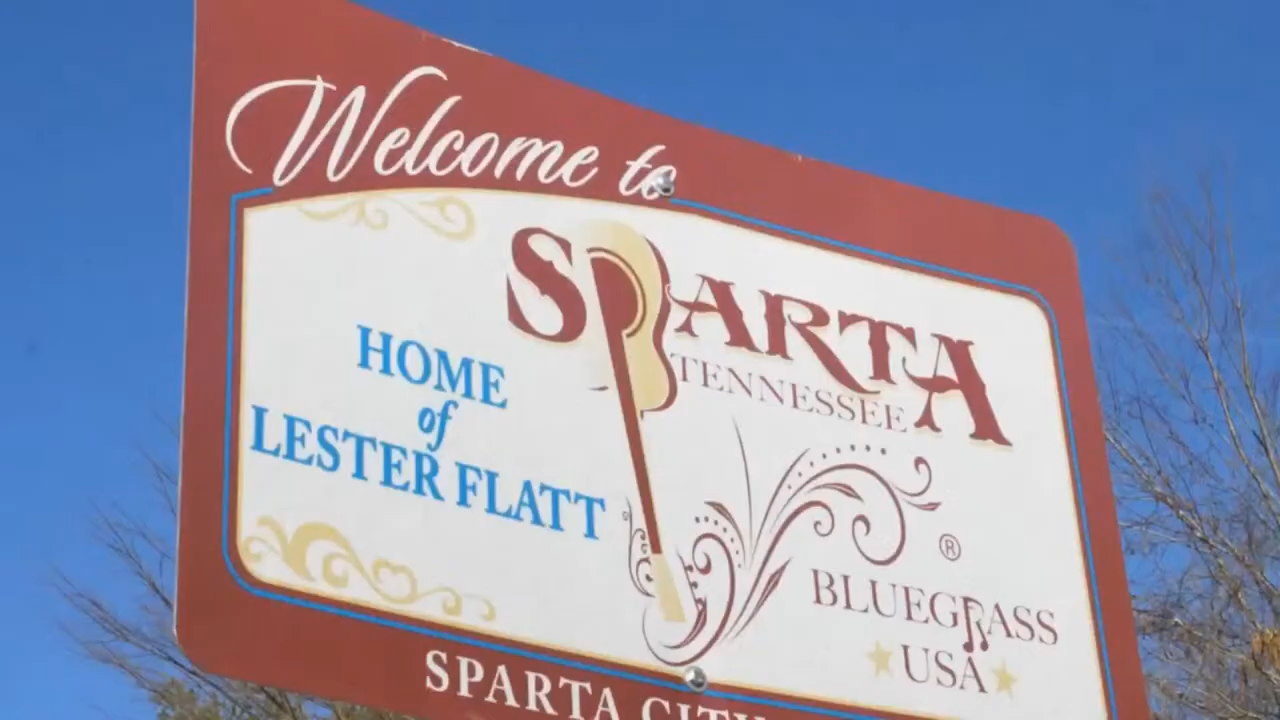 Welcome to
SPARTA
TENNESSEE
HOME
of
LESTER FLATT
®
BLUEGRASS
USA
SPARTA CITY